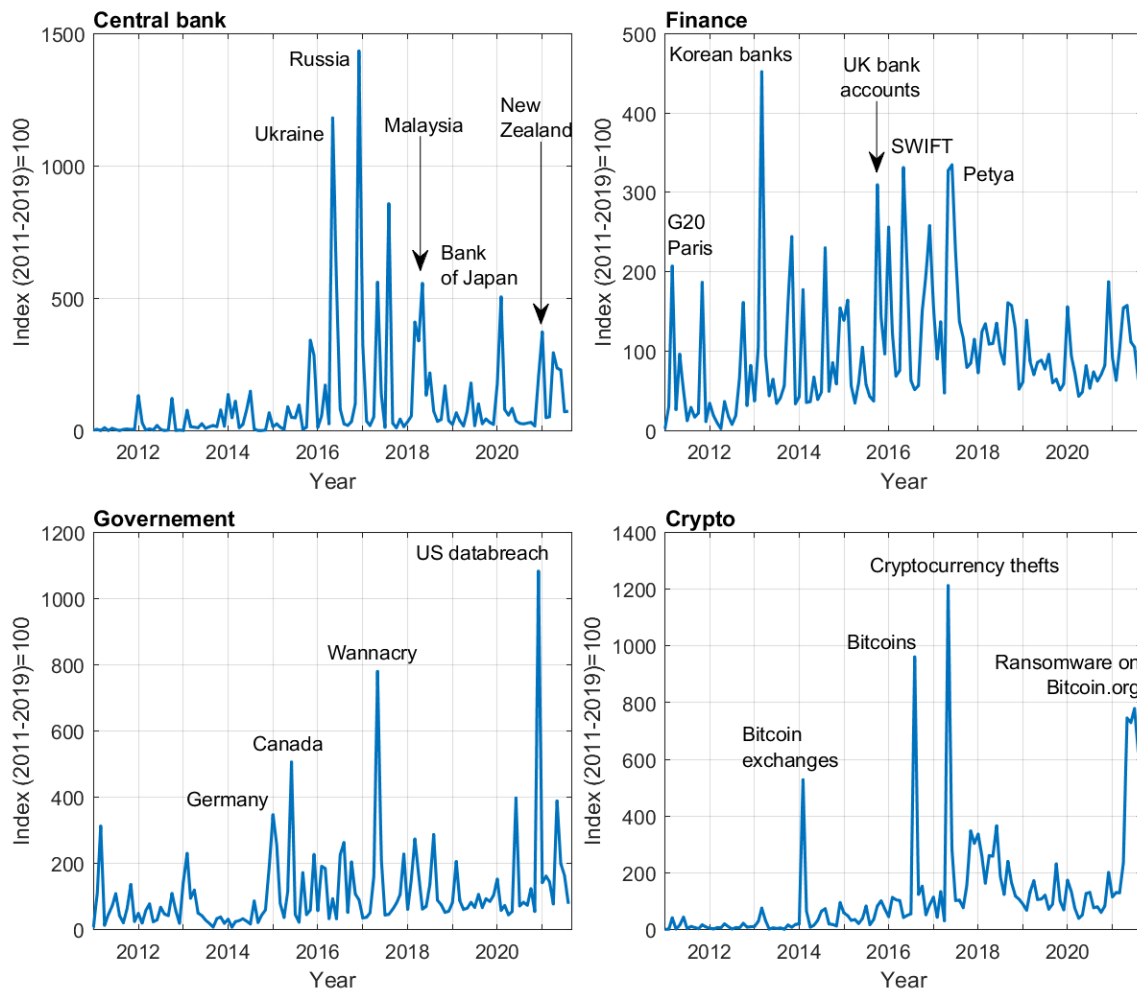 Central bank
Index (2011-2019)=100
1500
1000
500
0
Russia
Ukraine
Malaysia
New
Zealand
Bank
of Japan
2012
2014
2016
2018
2020
Year
Finance
Index (2011-2019)=100
500
400
300
200
100
0
Korean banks
UK bank
accounts
SWIFT
Petya
G20
Paris
2012
2014
2016
2018
2020
Year
Governement
Index (2011-2019)=100
1200
1000
800
600
400
200
0
US databreach
Wannacry
Canada
Germany
2012
2014
2016
2018
2020
Year
Crypto
Index (2011-2019)=100
1400
1200
1000
800
600
400
200
0
Cryptocurrency thefts
Bitcoins
Ransomware on
Bitcoin.org
Bitcoin
exchanges
2012
2014
2016
2018
2020
Year